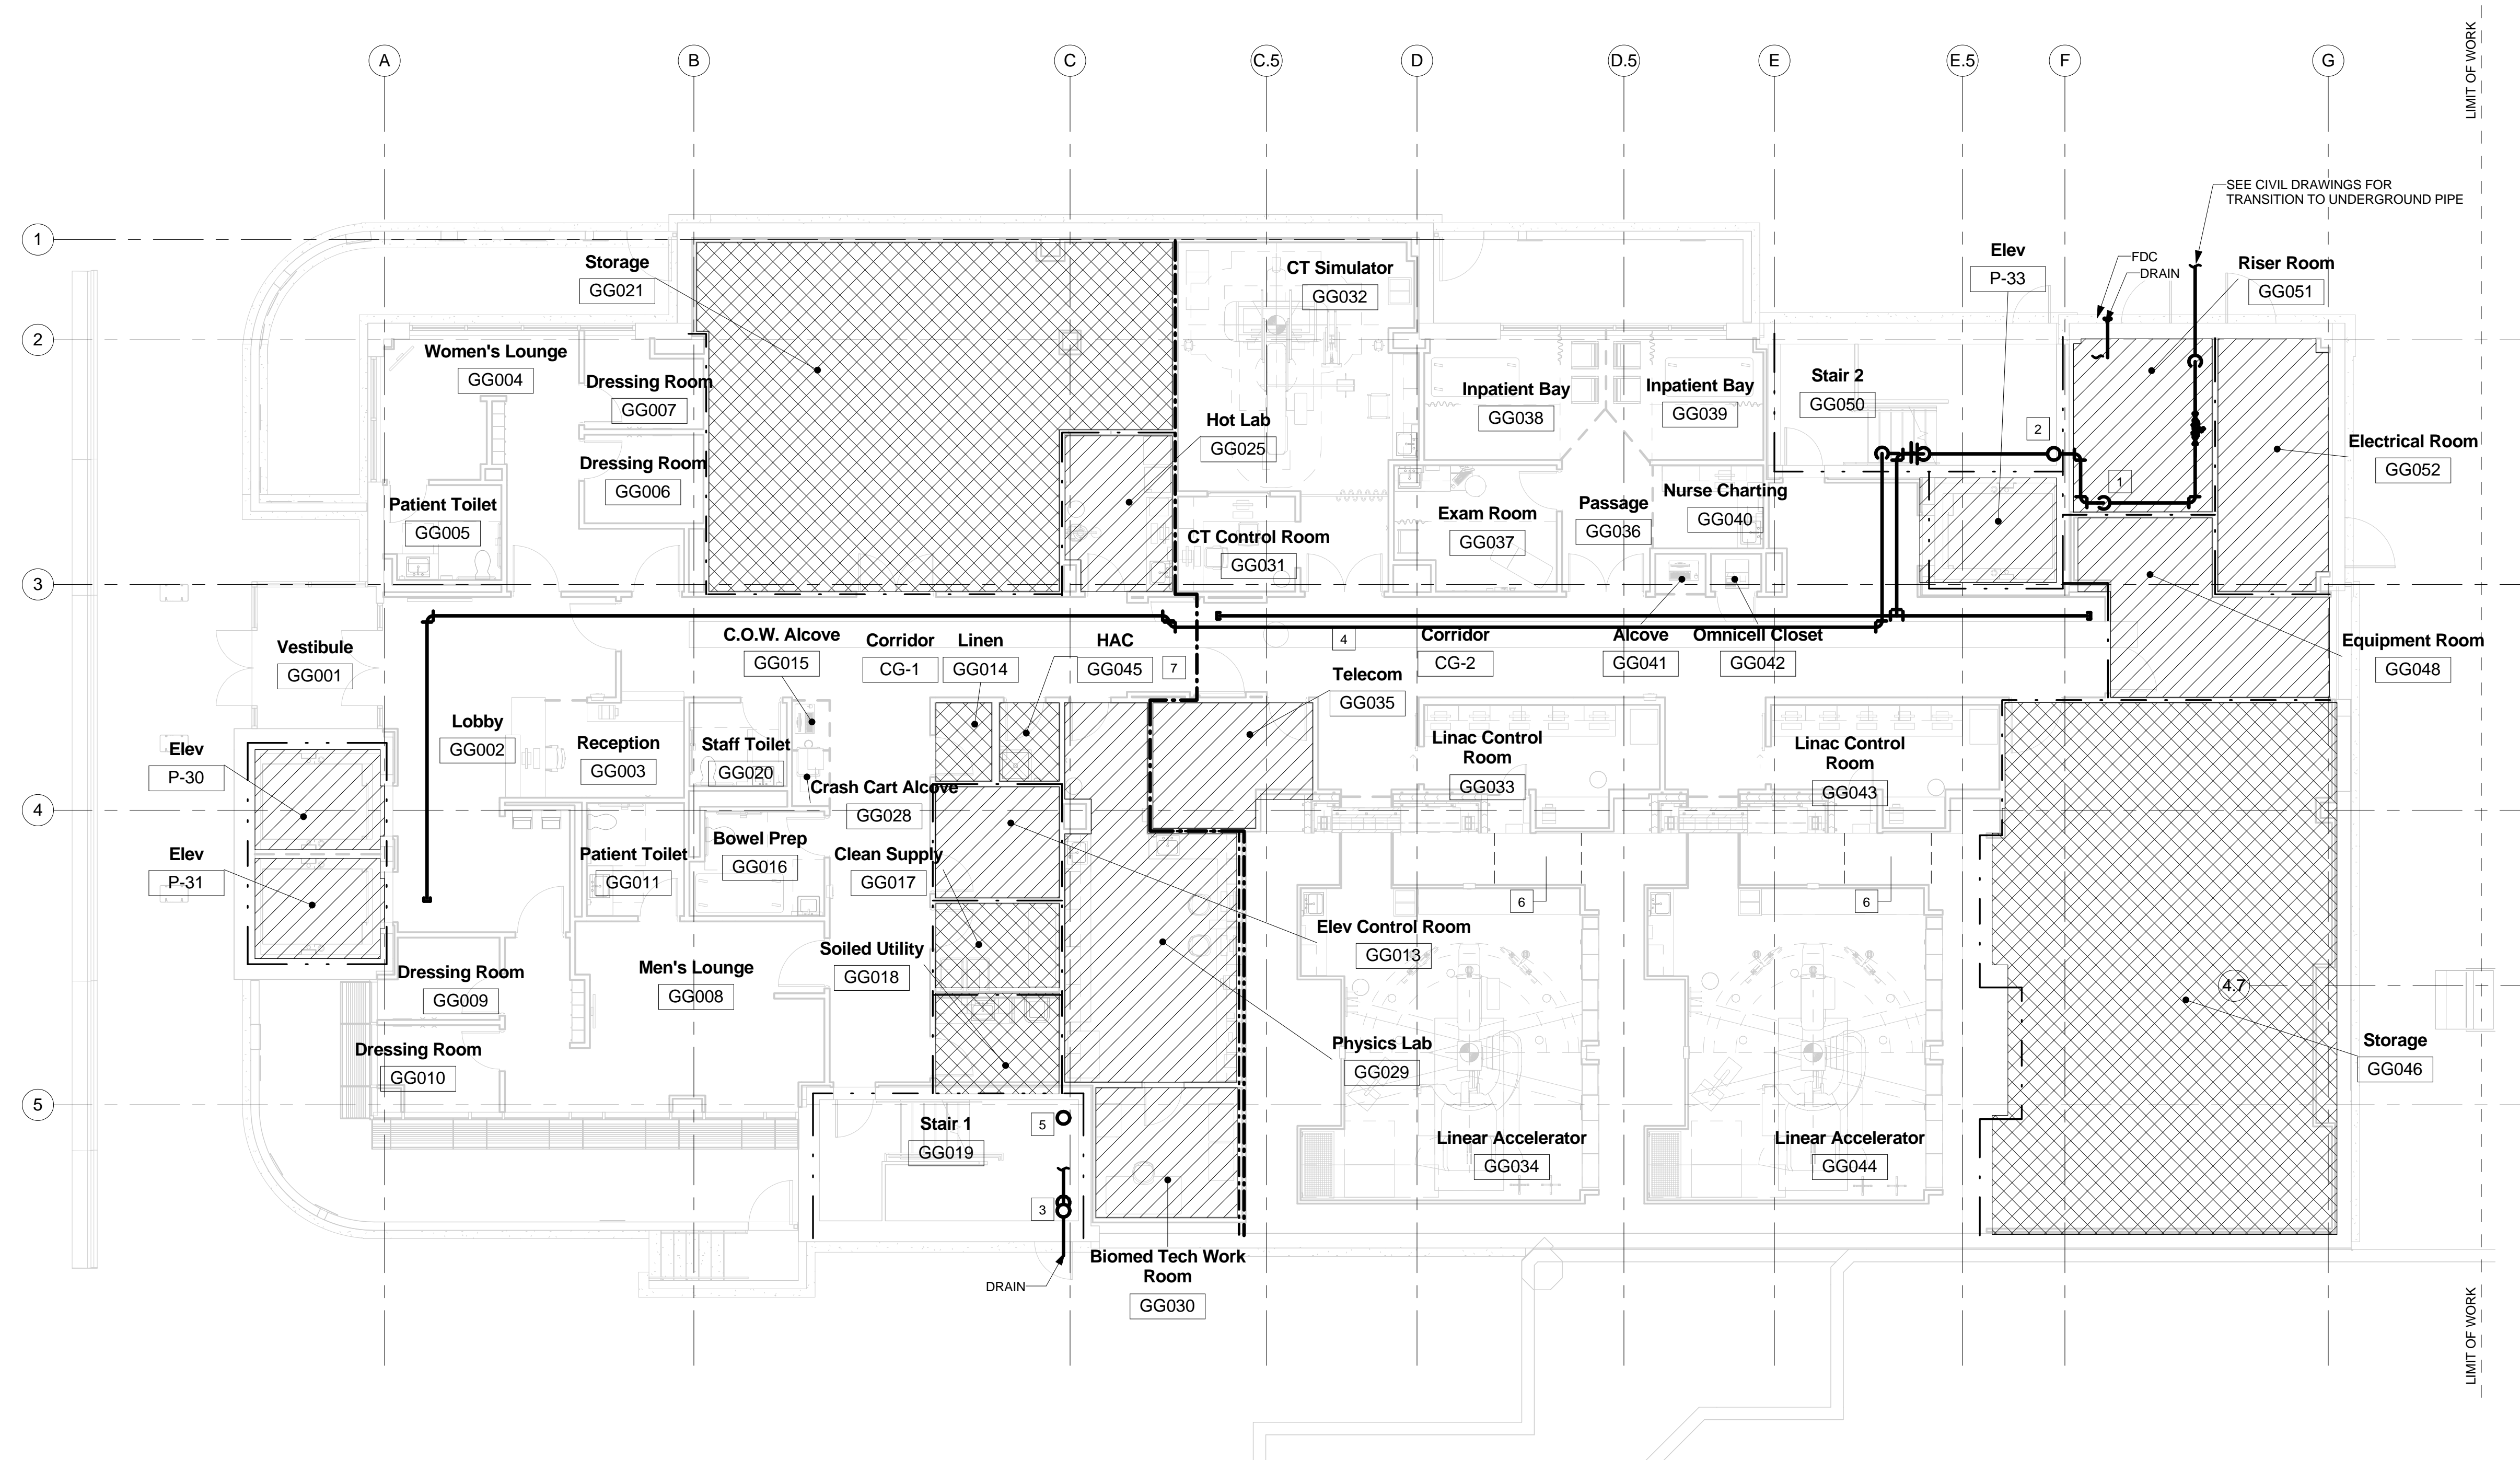 LIMIT OF WORK
A
B
C
C.5
D
D.5
E
E.5
F
G
SEE CIVIL DRAWINGS FOR
TRANSITION TO UNDERGROUND PIPE
1
Storage
GG021
CT Simulator
GG032
Elev
P-33
FDC
DRAIN
Riser Room
GG051
2
Women's Lounge
GG004
Dressing Room
GG007
Inpatient Bay
GG038
Inpatient Bay
GG039
Stair 2
GG050
Hot Lab
GG025
2
Electrical Room
GG052
Dressing Room
GG006
1
Patient Toilet
GG005
CT Control Room
GG031
Exam Room
GG037
Passage
GG036
Nurse Charting
GG040
3
Vestibule
GG001
C.O.W. Alcove
GG015
Corridor
CG-1
Linen
GG014
HAC
GG045
7
4
Corridor
CG-2
Alcove
GG041
Omnicell Closet
GG042
Equipment Room
GG048
Telecom
GG035
Lobby
GG002
Reception
GG003
Staff Toilet
GG020
Linac Control
Room
GG033
Linac Control
Room
GG043
Elev
P-30
Crash Cart Alcove
GG028
4
Elev
P-31
Patient Toilet
GG011
Bowel Prep
GG016
Clean Supply
GG017
6
6
Elev Control Room
GG013
Soiled Utility
GG018
Men's Lounge
GG008
Dressing Room
GG009
4.7
Physics Lab
GG029
Storage
GG046
Dressing Room
GG010
5
Stair 1
GG019
5
Linear Accelerator
GG034
Linear Accelerator
GG044
3
DRAIN
Biomed Tech Work
Room
GG030
LIMIT OF WORK